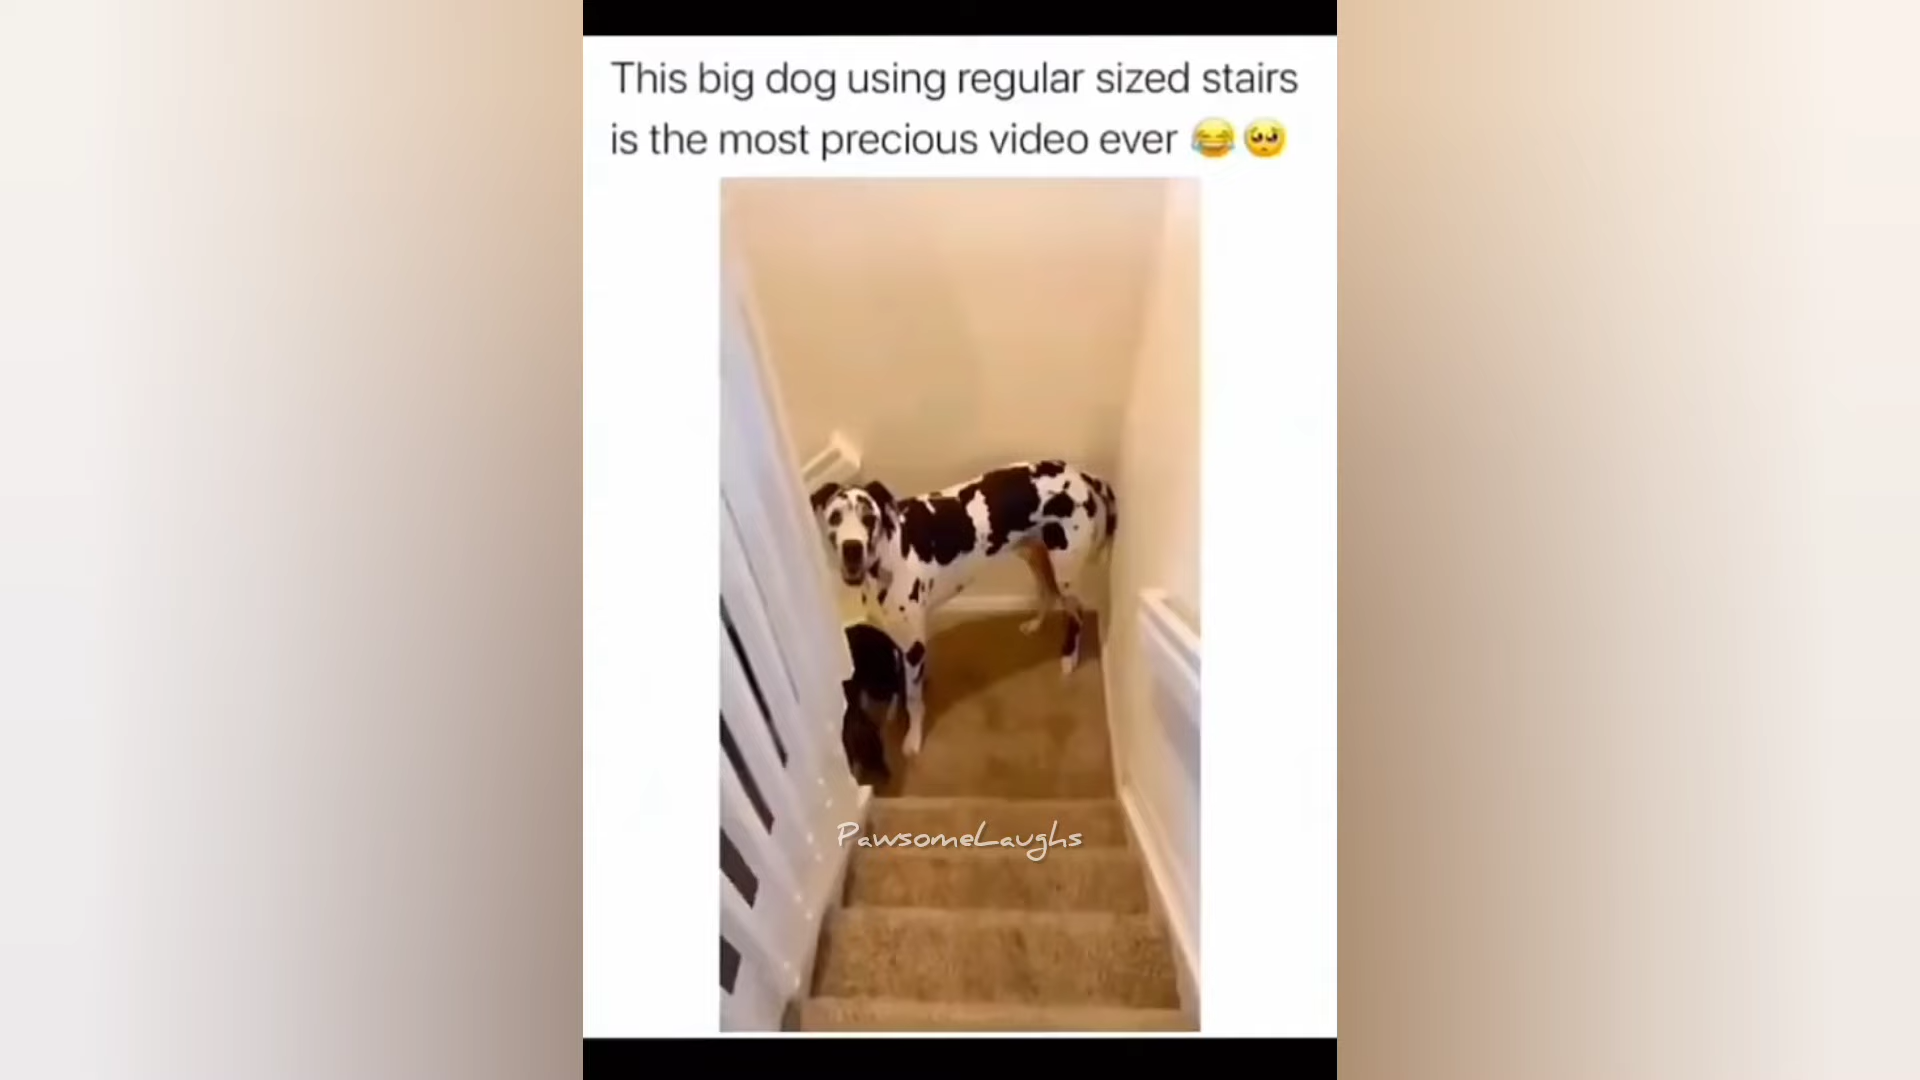 This big dog using regular sized stairs
is the most precious video ever 😂🥺
PawsomeLaughs